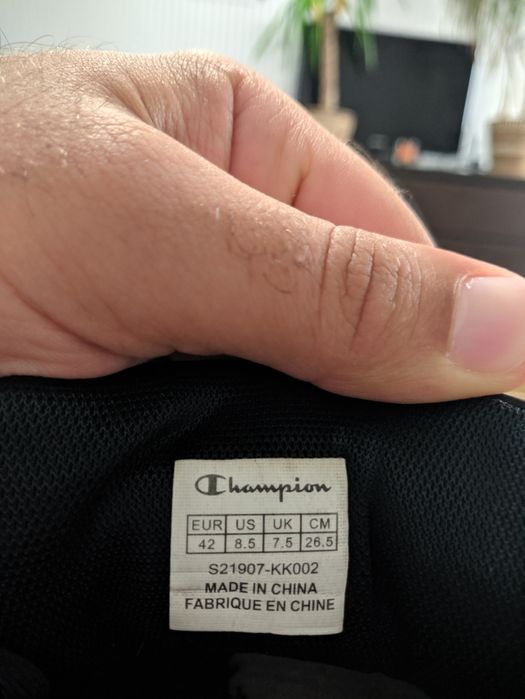 Champion
EUR US UK CM
42 8.5 7.5 26.5
S21907-KK002
MADE IN CHINA
FABRIQUE EN CHINE